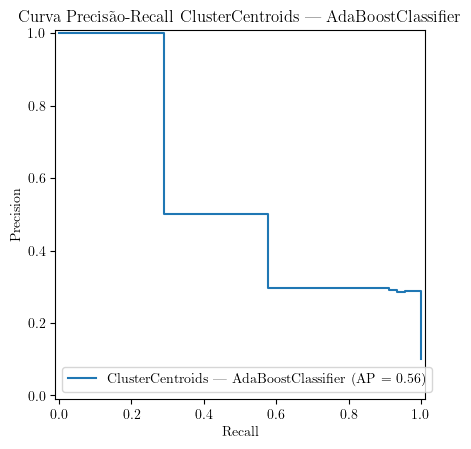 Curva Precisão-Recall ClusterCentroids — AdaBoostClassifier
1.0
0.8
0.6
0.4
0.2
0.0
Precision
ClusterCentroids — AdaBoostClassifier (AP = 0.56)
0.0 0.2 0.4 0.6 0.8 1.0
Recall